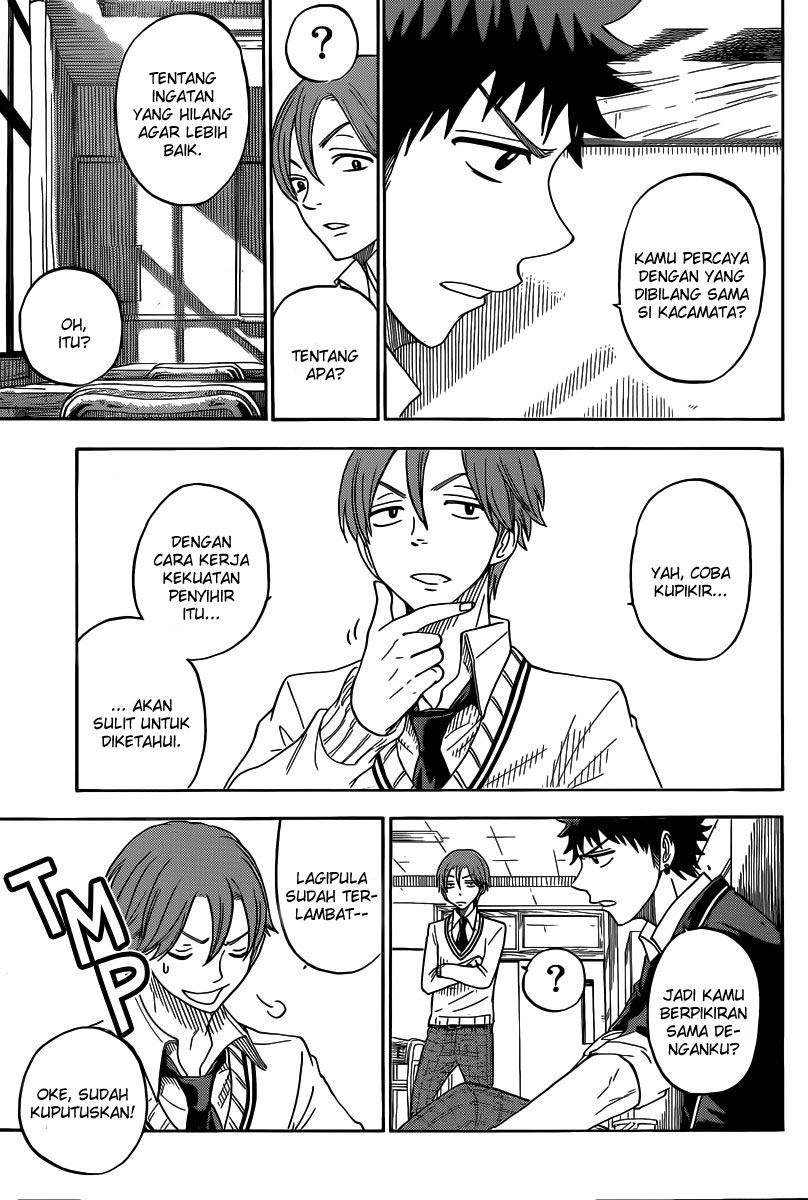 KAMU PERCAYA
DENGAN YANG
DIBILANG SAMA
SI KACAMATA?
?
TENTANG
APA?
TENTANG
INGATAN
YANG HILANG
AGAR LEBIH
BAIK.
OH,
ITU?
YAH, COBA
KUPIKIR...
DENGAN
CARA KERJA
KEKUATAN
PENYIHIR
ITU...
... AKAN
SULIT UNTUK
DIKETAHUI.
JADI KAMU
BERPIKIRAN
SAMA DE-
NGANKU?
?
LAGIPULA
SUDAH TER-
LAMBAT--
TMP
OKE, SUDAH
KUPUTUSKAN!